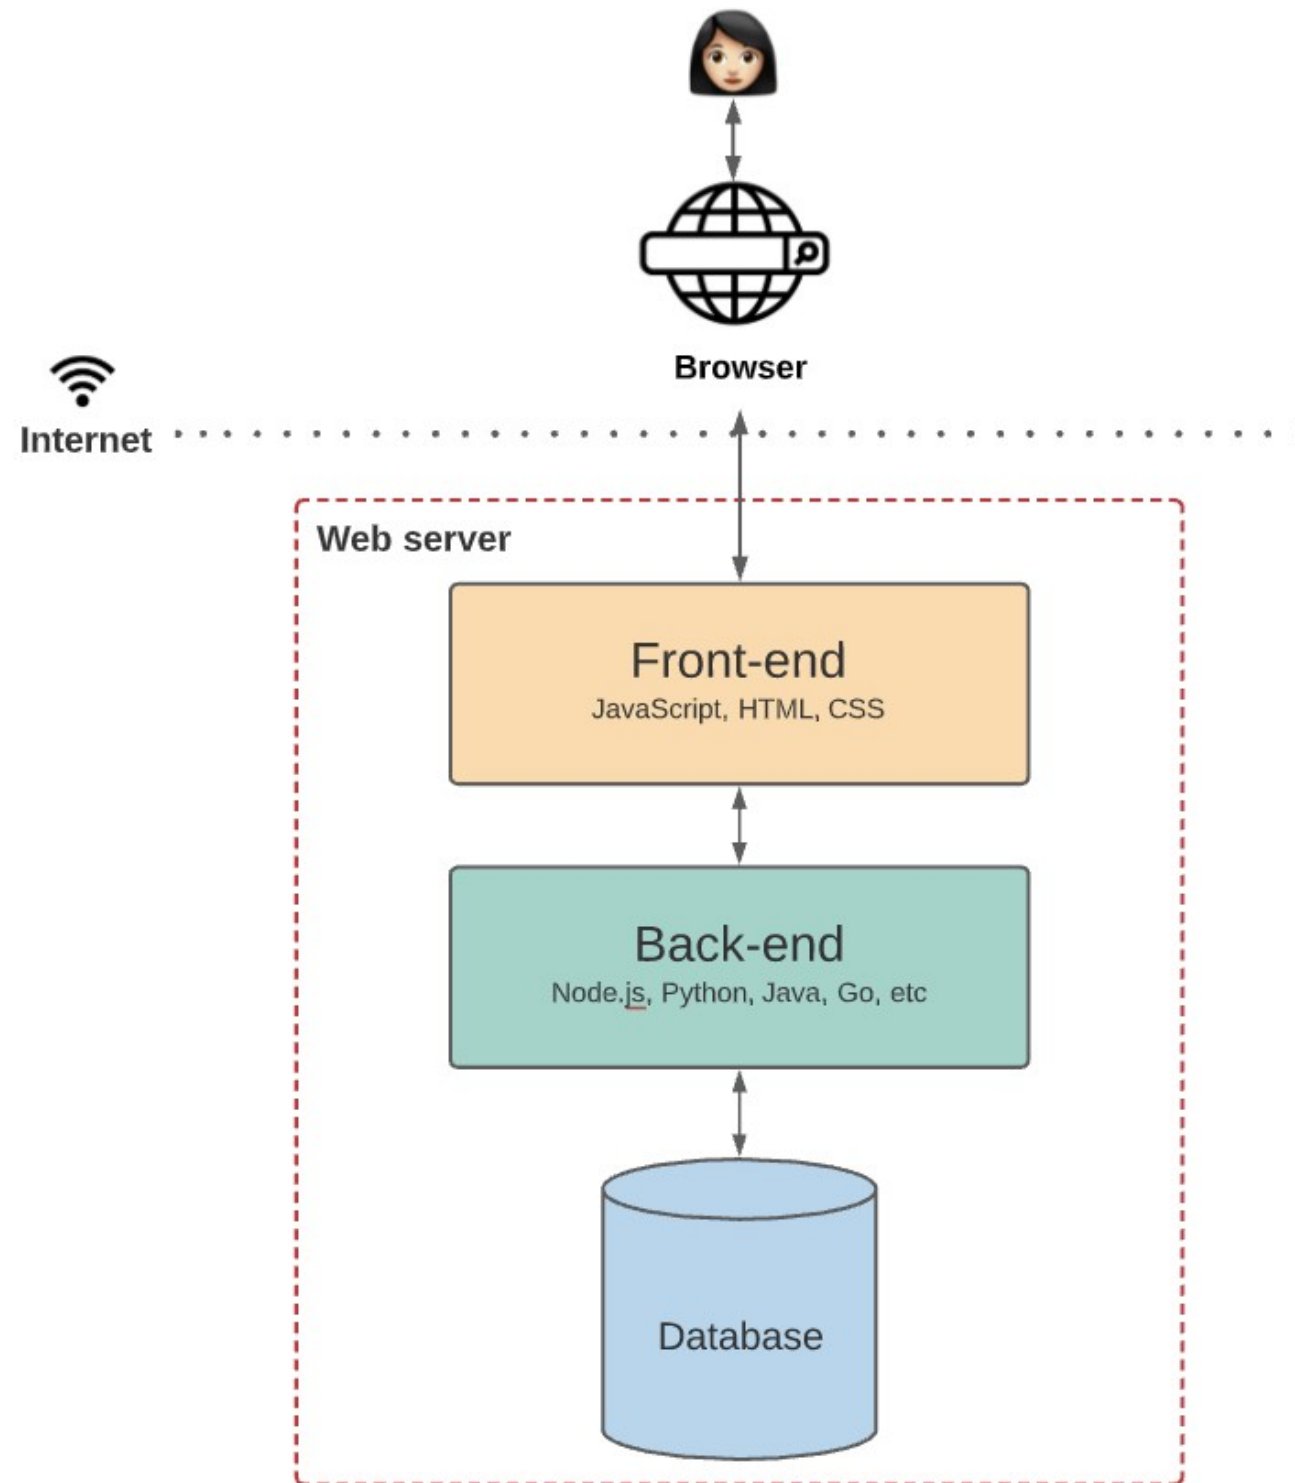 Browser
Internet
Web server
Front-end
JavaScript, HTML, CSS
Back-end
Node.js, Python, Java, Go, etc
Database